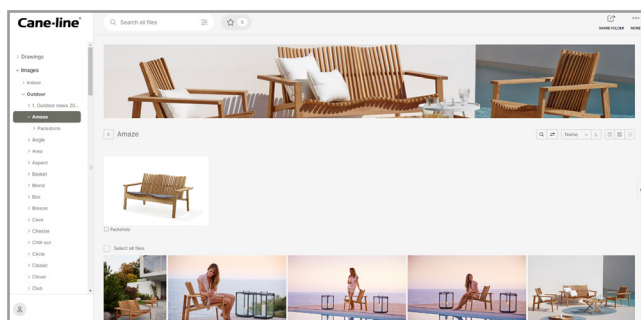 Cane-line
Search all files
0
SHARE FOLDER
MORE
Drawings
Images
Indoor
Outdoor
1. Outdoor news 20...
Amaze
Packshots
Angle
Area
Aspect
Basket
Blend
Box
Breeze
Cave
Chester
Chill-out
Circle
Classic
Clever
Club
Amaze
Name
Packshots
Select all files